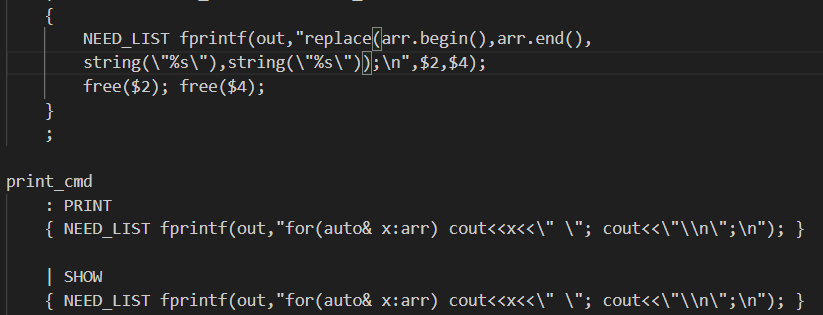 {
NEED_LIST fprintf(out,"replace(arr.begin(),arr.end(),
string(\"%s\"),string(\"%s\"));\n",$2,$4);
free($2); free($4);
}
;
print_cmd
: PRINT
{ NEED_LIST fprintf(out,"for(auto& x:arr) cout<<x<<\" \"; cout<<\"\\n\";\n"); }
| SHOW
{ NEED_LIST fprintf(out,"for(auto& x:arr) cout<<x<<\" \"; cout<<\"\\n\";\n"); }